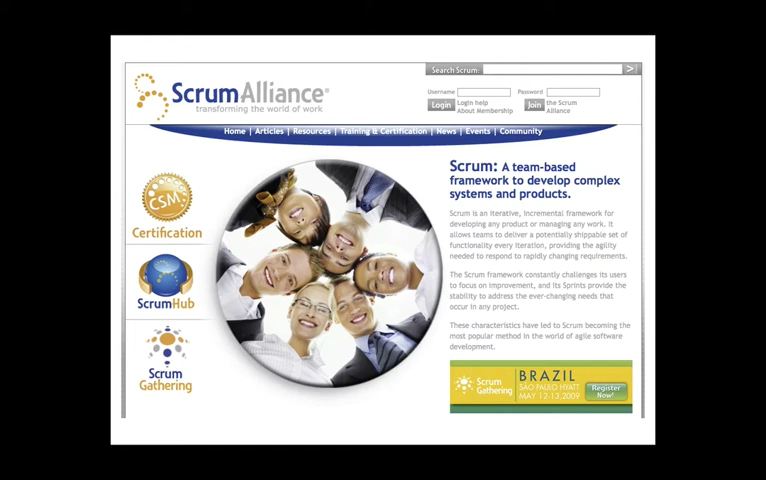 Search Scrum: >
ScrumAlliance®
transforming the world of work
Username Password
Login Login help
About Membership
Join the Scrum
Alliance
Home | Articles | Resources | Training & Certification | News | Events | Community
CSM
Certification
ScrumHub
Scrum
Gathering
Scrum: A team-based
framework to develop complex
systems and products.
Scrum is an iterative, incremental framework for
developing any product or managing any work. It
allows teams to deliver a potentially shippable set of
functionality every iteration, providing the agility
needed to respond to rapidly changing requirements.
The Scrum framework constantly challenges its users
to focus on improvement, and its Sprints provide the
stability to address the ever-changing needs that
occur in any project.
These characteristics have led to Scrum becoming the
most popular method in the world of agile software
development.
Scrum
Gathering
BRAZIL
SÃO PAULO HYATT
MAY 12-13,2009
Register
Now!